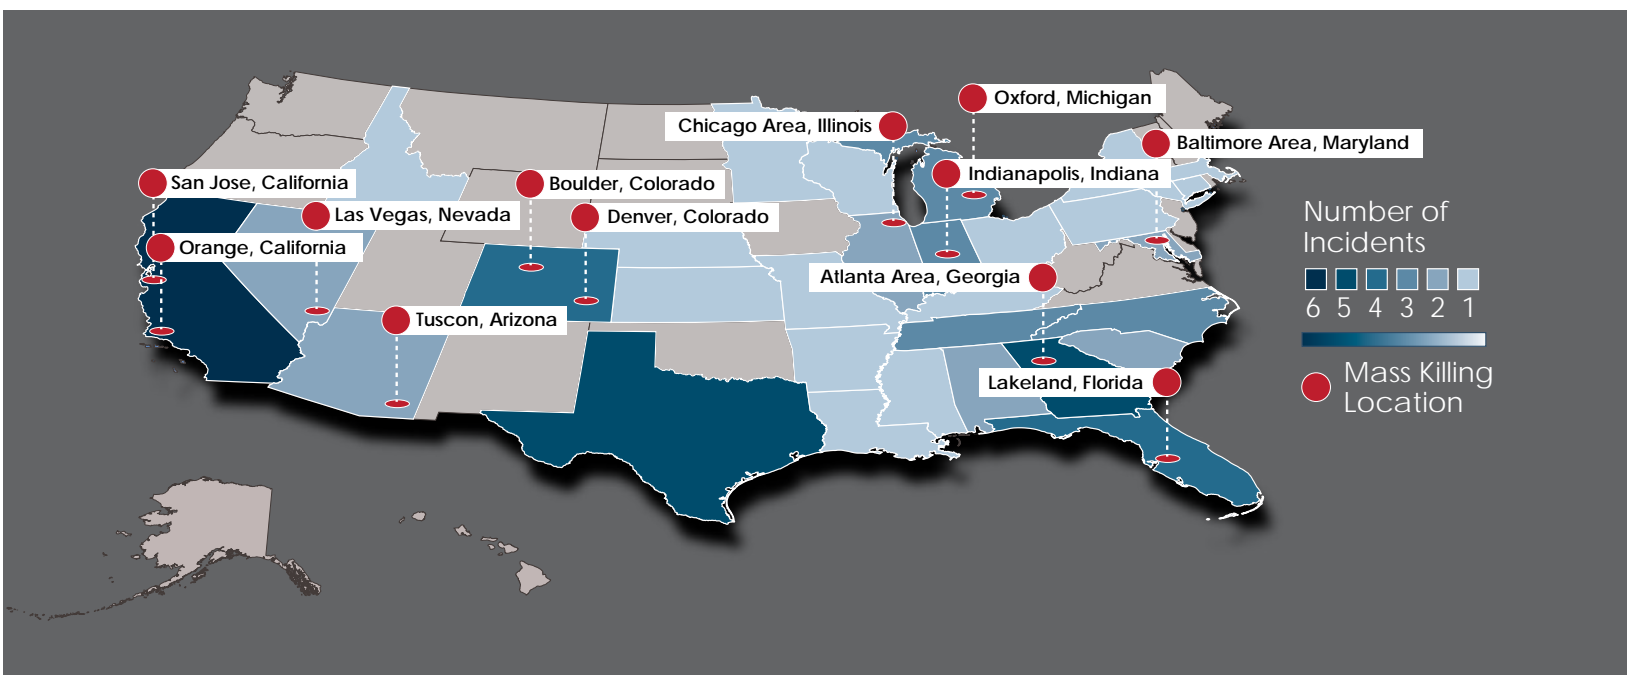 Oxford, Michigan
Chicago Area, Illinois
Baltimore Area, Maryland
San Jose, California
Boulder, Colorado
Indianapolis, Indiana
Las Vegas, Nevada
Denver, Colorado
Orange, California
Atlanta Area, Georgia
Tuscon, Arizona
Lakeland, Florida
Number of
Incidents
6 5 4 3 2 1
Mass Killing
Location